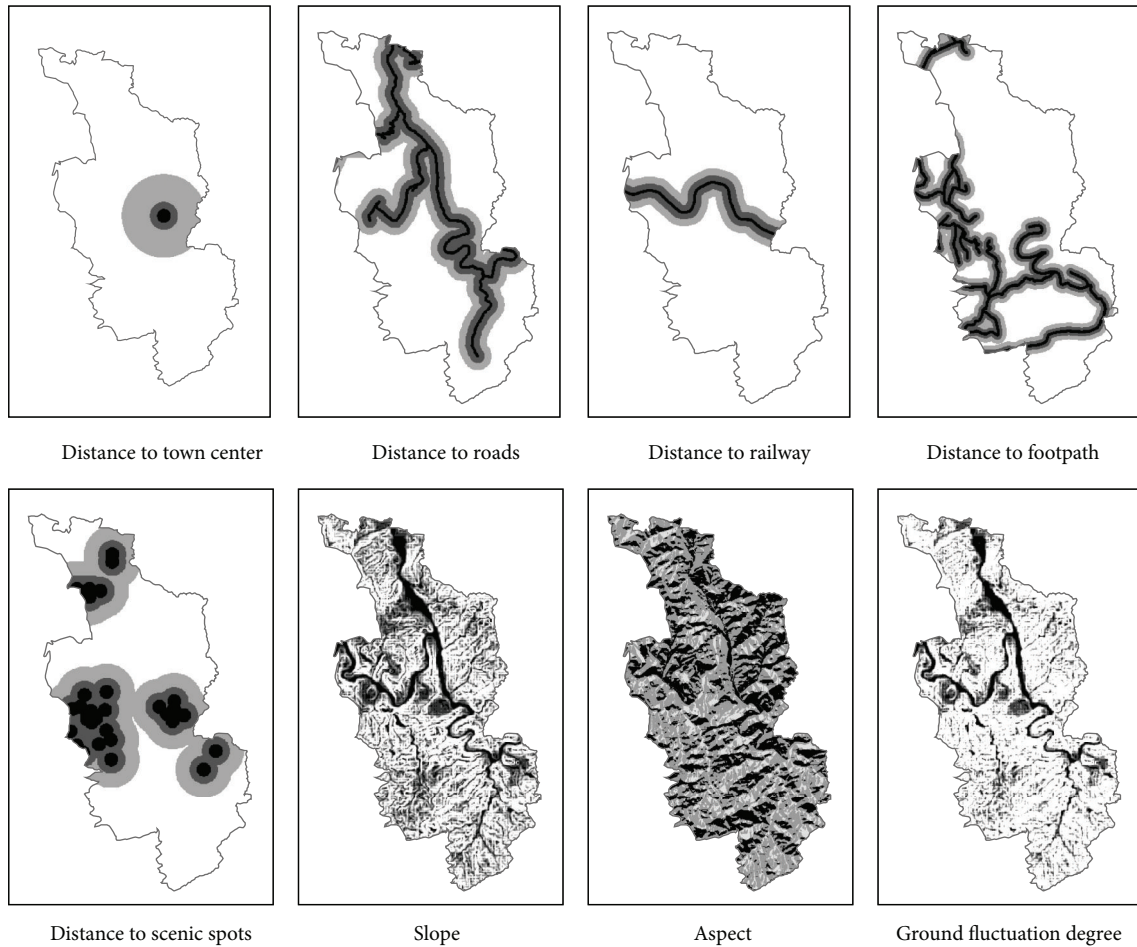 Distance to town center
Distance to roads
Distance to railway
Distance to footpath
Distance to scenic spots
Slope
Aspect
Ground fluctuation degree